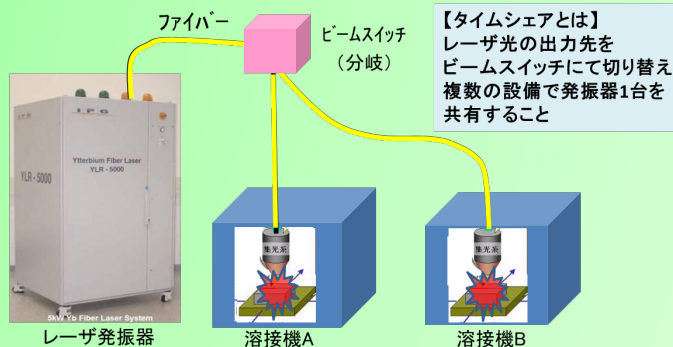 ファイバー
ビームスイッチ
（分岐）
【タイムシェアとは】
レーザ光の出力先を
ビームスイッチにて切り替え
複数の設備で発振器1台を
共有すること
IPG
Ytterbium Fiber Laser
YLR - 5000
YLR - 5000
5kW Yb Fiber Laser System
レーザ発振器
集光系
溶接機A
集光系
溶接機B